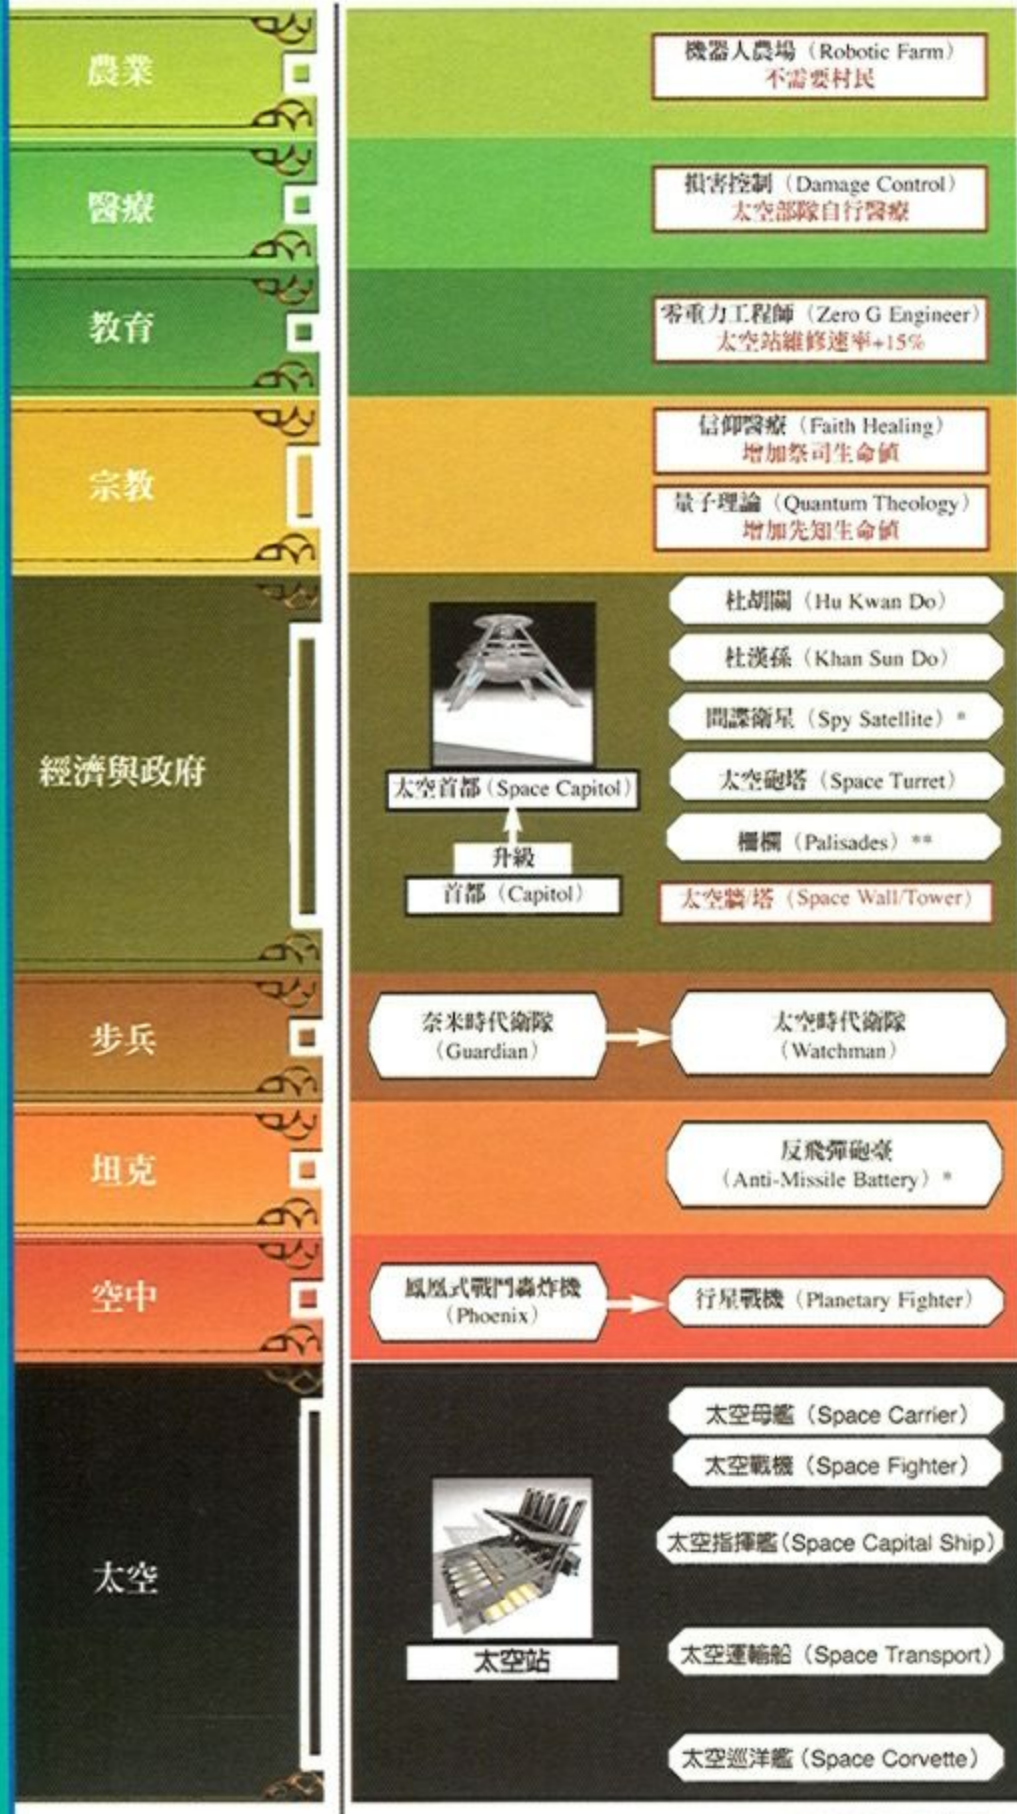 農業
機器人農場（Robotic Farm）
不需要村民
醫療
損害控制（Damage Control）
太空部隊自行醫療
教育
零重力工程師（Zero G Engineer）
太空站維修速率+15%
宗教
信仰醫療（Faith Healing）
增加祭司生命值
量子理論（Quantum Theology）
增加先知生命值
經濟與政府
太空首都（Space Capitol）
升級
首都（Capitol）
杜胡關（Hu Kwan Do）
杜漢孫（Khan Sun Do）
間諜衛星（Spy Satellite）*
太空砲塔（Space Turret）
柵欄（Palisades）**
太空牆/塔（Space Wall/Tower）
步兵
奈米時代衛隊
（Guardian）
太空時代衛隊
（Watchman）
坦克
反飛彈砲臺
（Anti-Missile Battery）*
空中
鳳凰式戰鬥轟炸機
（Phoenix）
行星戰機（Planetary Fighter）
太空
太空站
太空母艦（Space Carrier）
太空戰機（Space Fighter）
太空指揮艦（Space Capital Ship）
太空運輸船（Space Transport）
太空巡洋艦（Space Corvette）